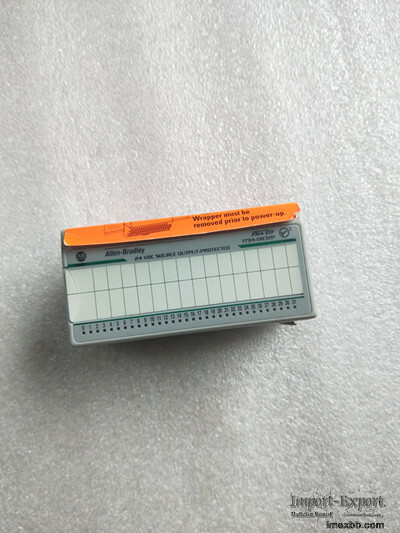 Wrapper must be
removed prior to power-up.
Allen-Bradley
24 VDC SOURCE OUTPUT-PROTECTED
Flex I/O
1794-OB32P
0 1 2 3 4 5 6 7 8 9 10 11 12 13 14 15 16 17 18 19 20 21 22 23 24 25 26 27 28 29 30 31
Import-Export
Bulletin Board
imexbb.com